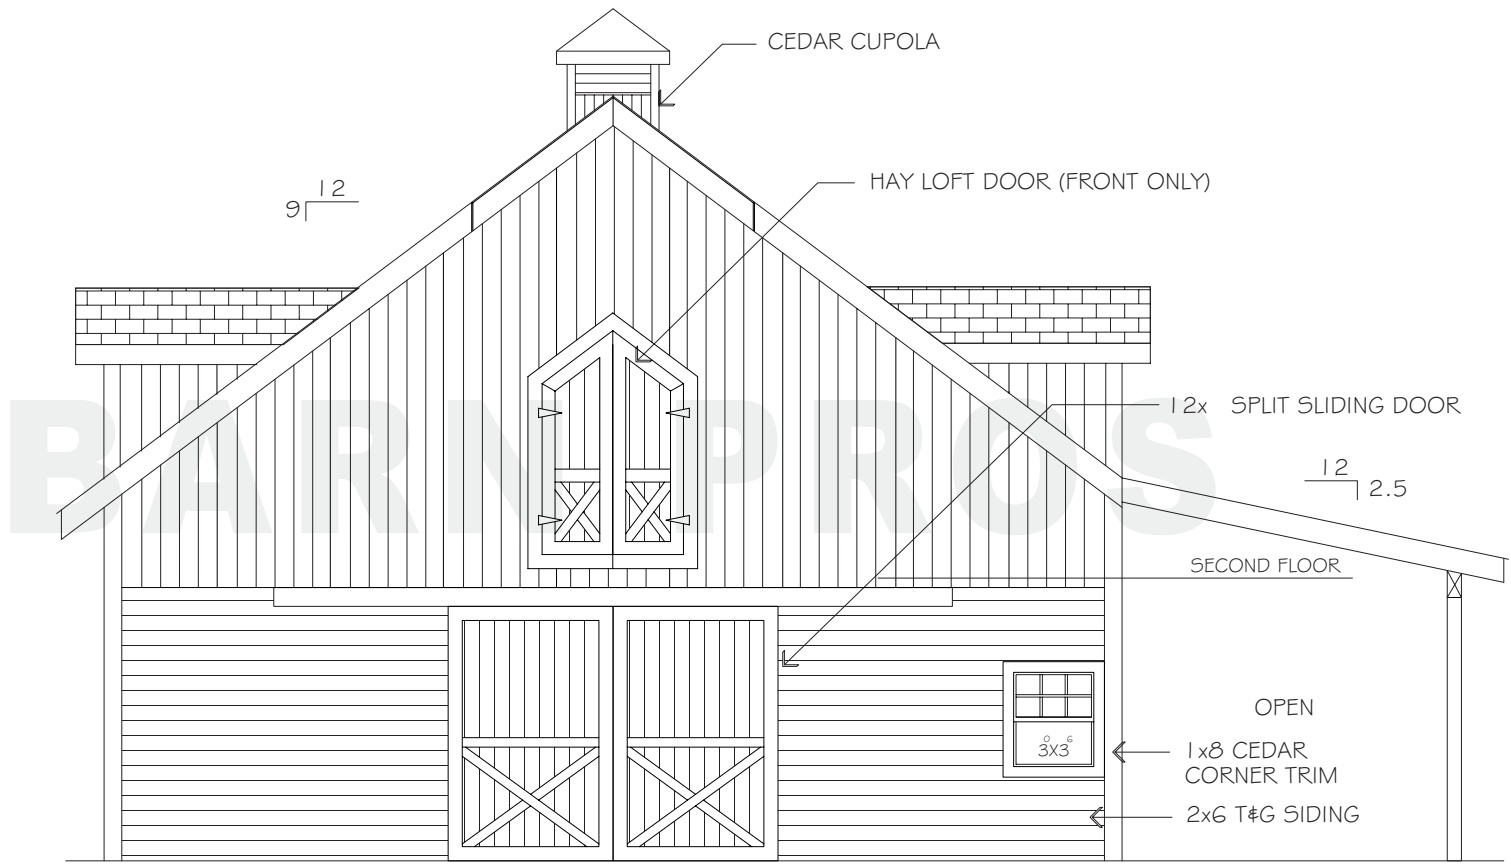 CEDAR CUPOLA
HAY LOFT DOOR (FRONT ONLY)
12
9
BARN PROS
12x SPLIT SLIDING DOOR
12
2.5
SECOND FLOOR
OPEN
3⁰X3⁶
1x8 CEDAR
CORNER TRIM
2x6 T&G SIDING